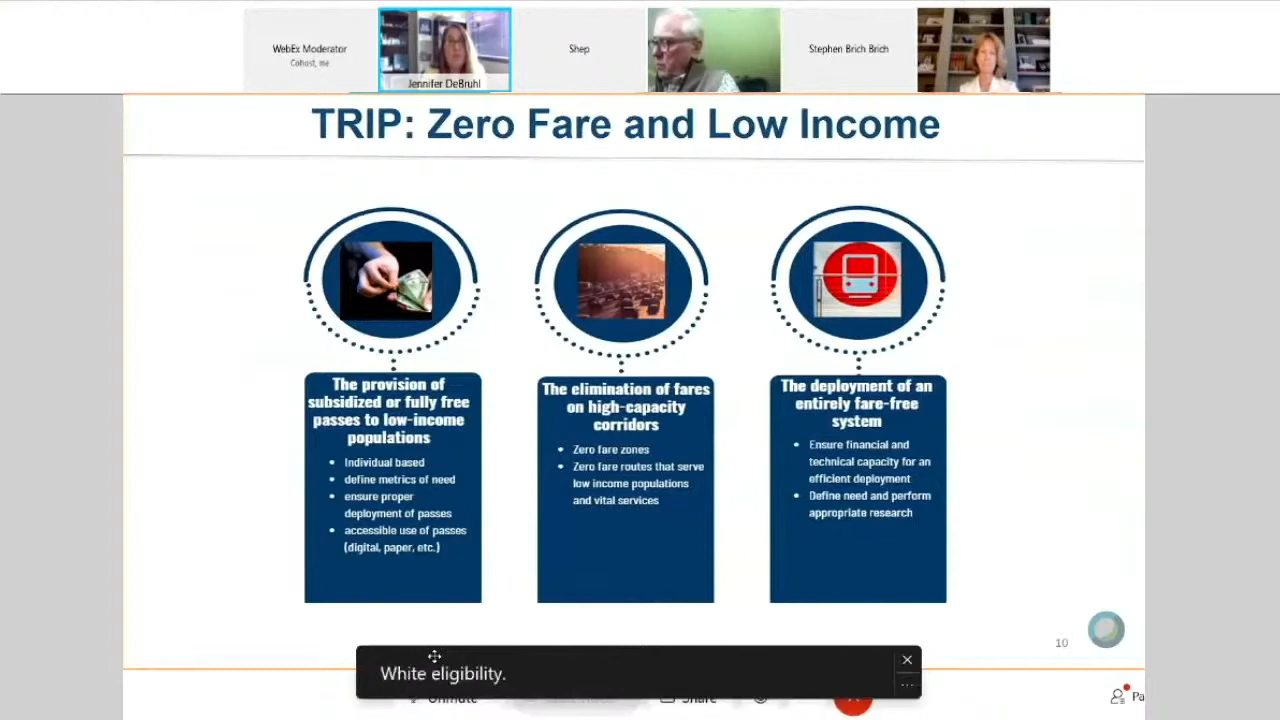 WebEx Moderator
Cohost, me
Jennifer DeBruhl
Shep
Stephen Brich Brich
TRIP: Zero Fare and Low Income
The provision of
subsidized or fully free
passes to low-income
populations
• Individual based
• define metrics of need
• ensure proper
deployment of passes
• accessible use of passes
(digital, paper, etc.)
The elimination of fares
on high-capacity
corridors
• Zero fare zones
• Zero fare routes that serve
low income populations
and vital services
The deployment of an
entirely fare-free
system
• Ensure financial and
technical capacity for an
efficient deployment
• Define need and perform
appropriate research
10
White eligibility.
Unmute
Share
Pa